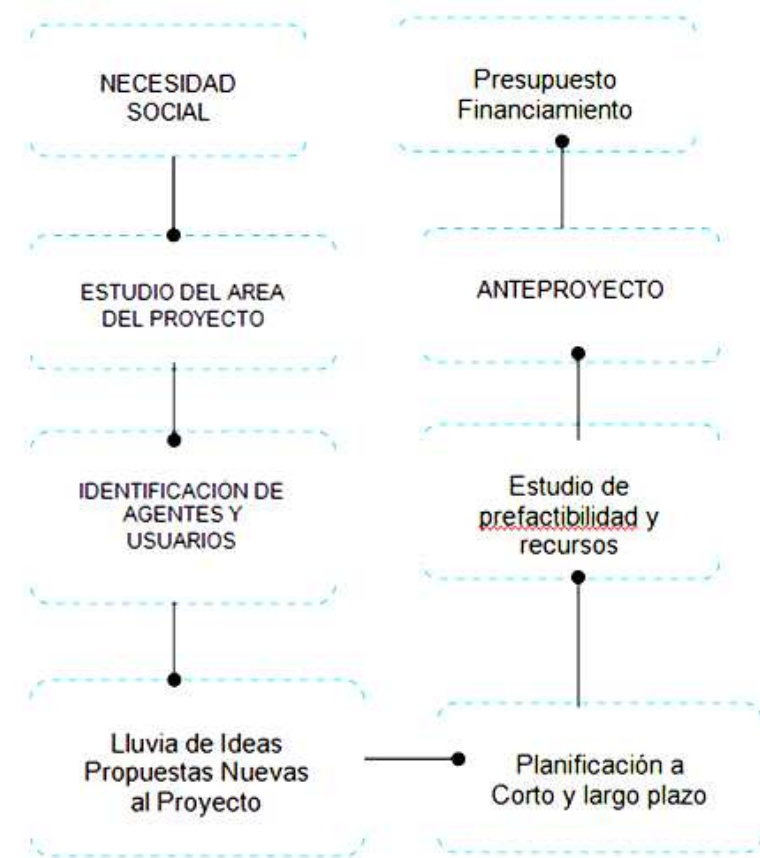 NECESIDAD
SOCIAL
ESTUDIO DEL AREA
DEL PROYECTO
IDENTIFICACION DE
AGENTES Y
USUARIOS
Lluvia de Ideas
Propuestas Nuevas
al Proyecto
Planificación a
Corto y largo plazo
Estudio de
prefactibilidad y
recursos
ANTEPROYECTO
Presupuesto
Financiamiento